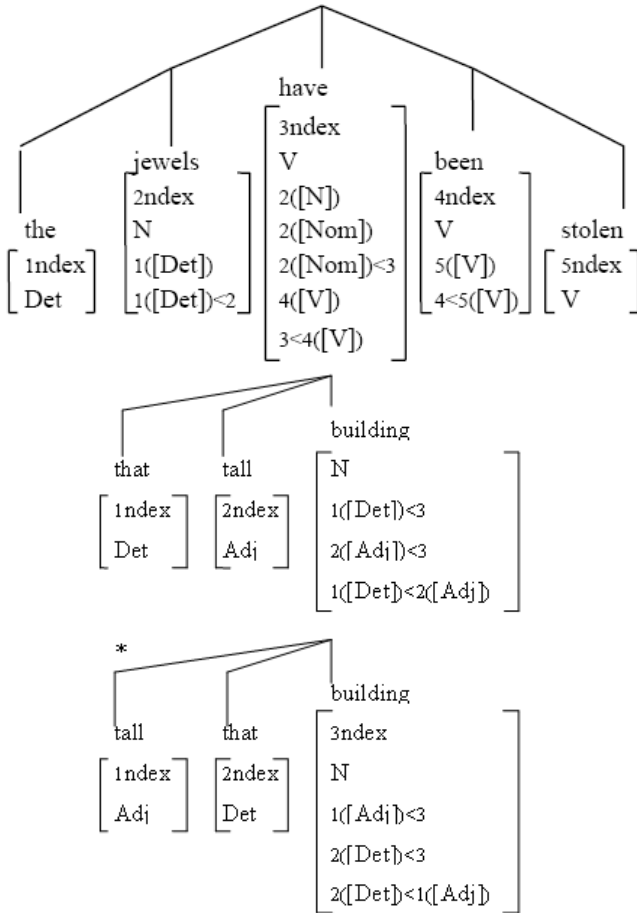 have
3ndex
V
2([N])
2([Nom])
2([Nom])<3
4([V])
3<4([V])
jewels
2ndex
N
1([Det])
1([Det])<2
been
4ndex
V
5([V])
4<5([V])
the
1ndex
Det
stolen
5ndex
V
building
N
1([Det])<3
2([Adj])<3
1([Det])<2([Adj])
that
1ndex
Det
tall
2ndex
Adj
*
building
3ndex
N
1([Adj])<3
2([Det])<3
2([Det])<1([Adj])
tall
1ndex
Adj
that
2ndex
Det